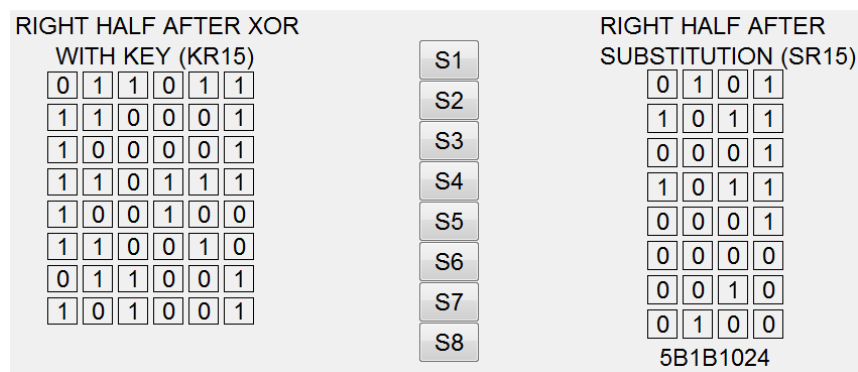 RIGHT HALF AFTER XOR
WITH KEY (KR15)
0 1 1 0 1 1
1 1 0 0 0 1
1 0 0 0 0 1
1 1 0 1 1 1
1 0 0 1 0 0
1 1 0 0 1 0
0 1 1 0 0 1
1 0 1 0 0 1
S1
S2
S3
S4
S5
S6
S7
S8
RIGHT HALF AFTER
SUBSTITUTION (SR15)
0 1 0 1
1 0 1 1
0 0 0 1
1 0 1 1
0 0 0 1
0 0 0 0
0 0 1 0
0 1 0 0
5B1B1024